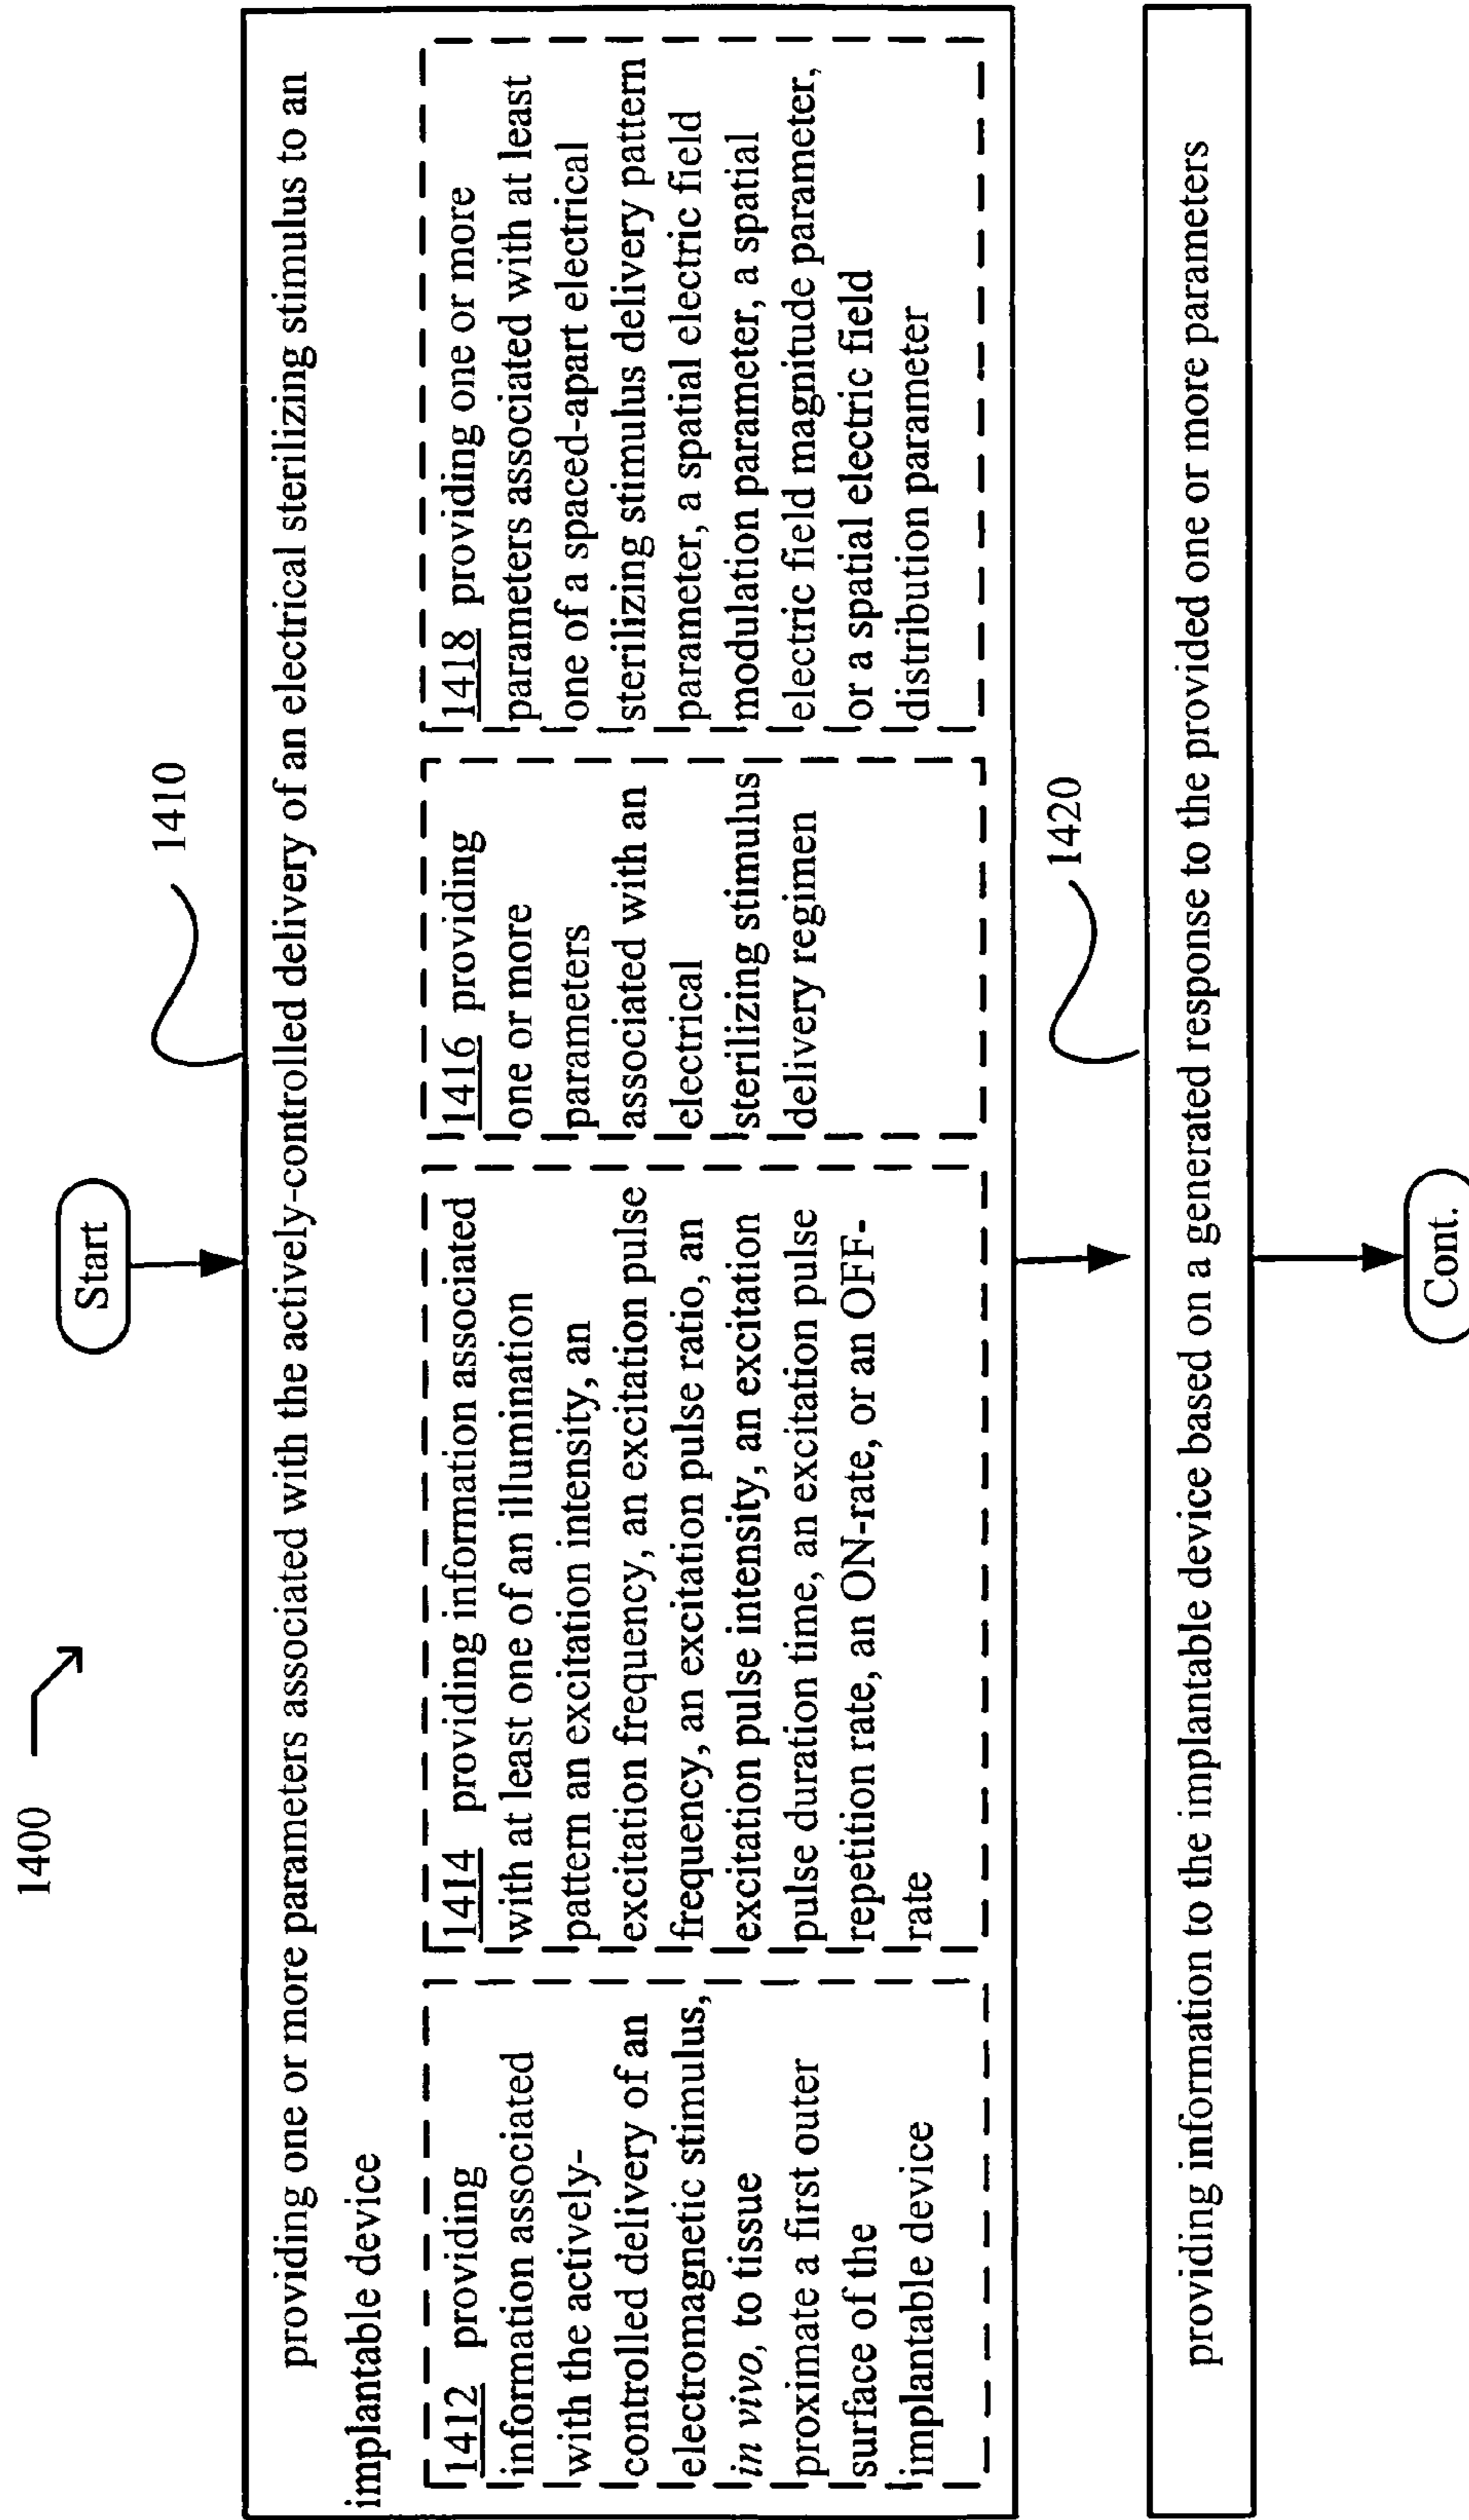 1400
Start
1410
providing one or more parameters associated with the actively-controlled delivery of an electrical sterilizing stimulus to an
implantable device
1412 providing
information associated
with the actively-
controlled delivery of an
electromagnetic stimulus,
in vivo, to tissue
proximate a first outer
surface of the
implantable device
1414 providing information associated
with at least one of an illumination
pattern an excitation intensity, an
excitation frequency, an excitation pulse
frequency, an excitation pulse ratio, an
excitation pulse intensity, an excitation
pulse duration time, an excitation pulse
repetition rate, an ON-rate, or an OFF-
rate
1416 providing
one or more
parameters
associated with an
electrical
sterilizing stimulus
delivery regimen
1418 providing one or more
parameters associated with at least
one of a spaced-apart electrical
sterilizing stimulus delivery pattern
parameter, a spatial electric field
modulation parameter, a spatial
electric field magnitude parameter,
or a spatial electric field
distribution parameter
1420
providing information to the implantable device based on a generated response to the provided one or more parameters
Cont.